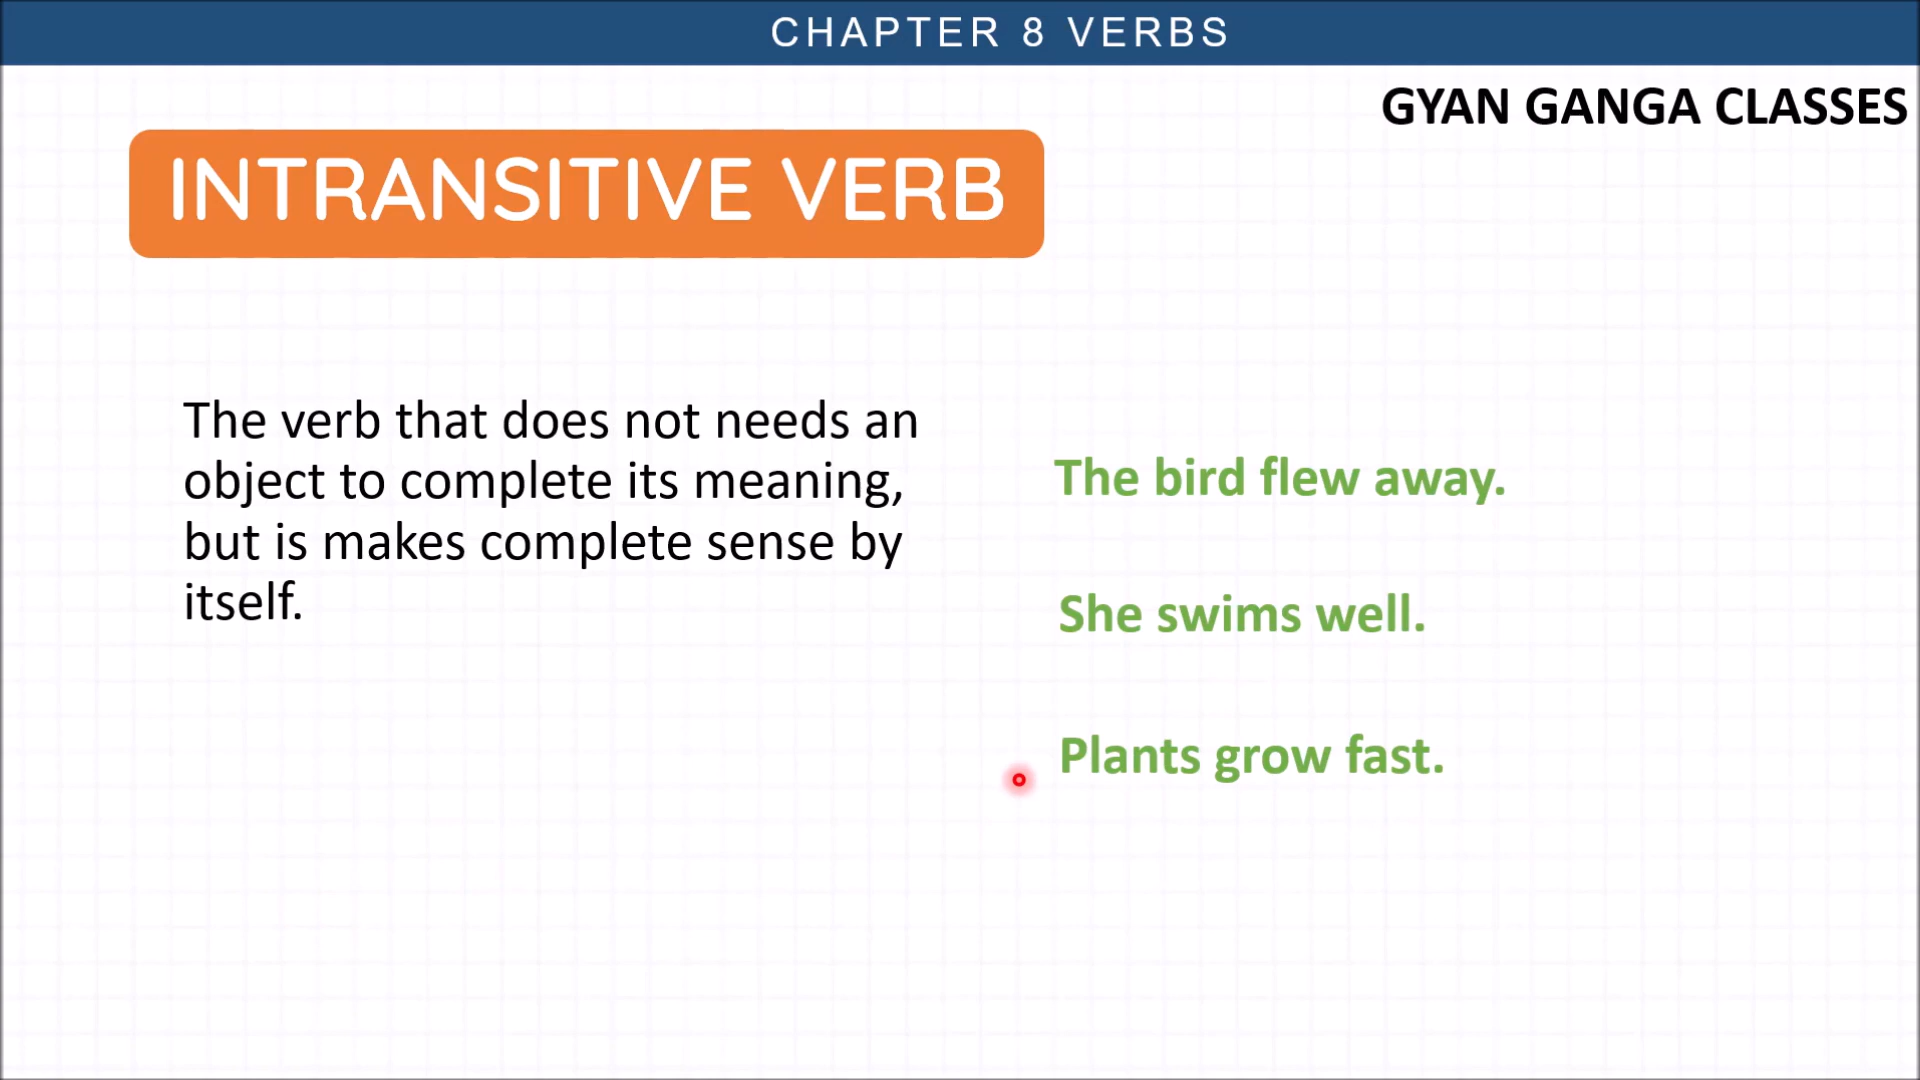 CHAPTER 8 VERBS
GYAN GANGA CLASSES
INTRANSITIVE VERB
The verb that does not needs an
object to complete its meaning,
but is makes complete sense by
itself.
The bird flew away.
She swims well.
Plants grow fast.